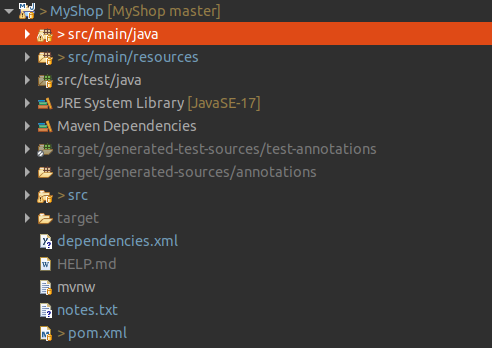 > MyShop [MyShop master]
> src/main/java
> src/main/resources
src/test/java
JRE System Library [JavaSE-17]
Maven Dependencies
target/generated-test-sources/test-annotations
target/generated-sources/annotations
> src
target
dependencies.xml
HELP.md
mvnw
notes.txt
> pom.xml